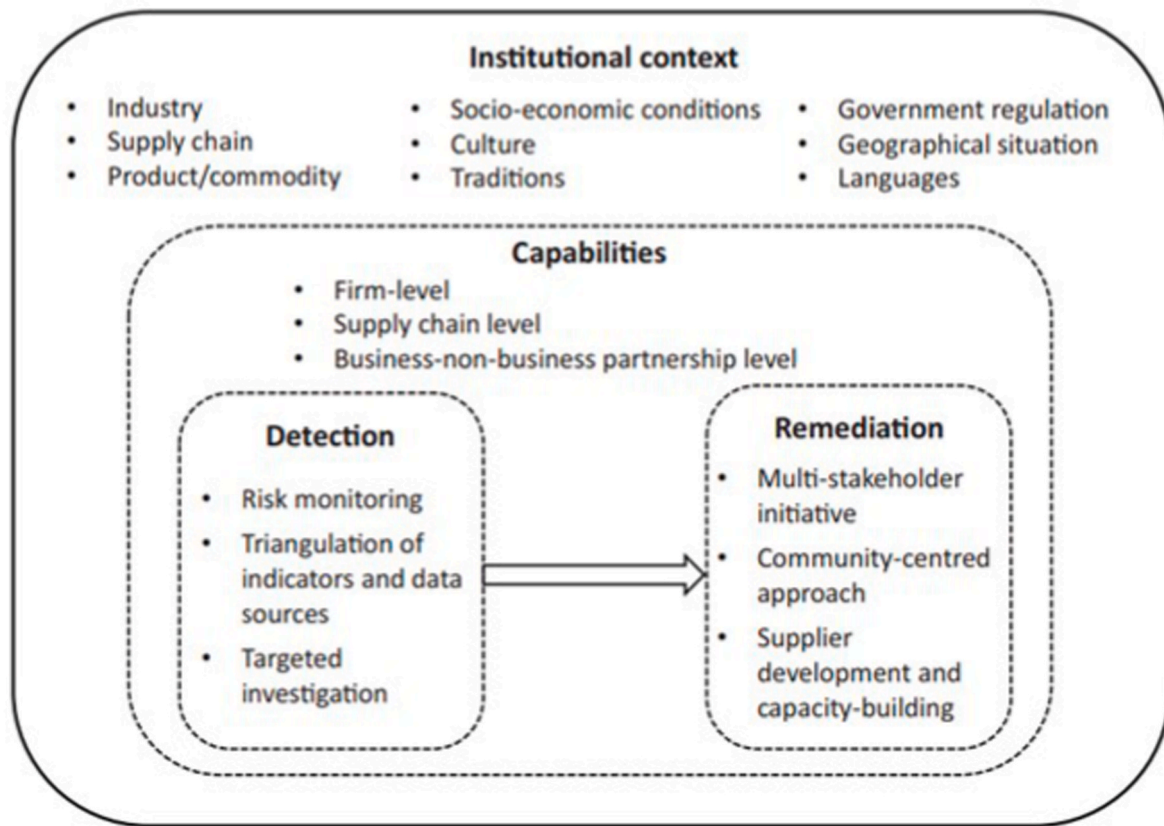 Institutional context
• Industry
• Supply chain
• Product/commodity
• Socio-economic conditions
• Culture
• Traditions
• Government regulation
• Geographical situation
• Languages
Capabilities
• Firm-level
• Supply chain level
• Business-non-business partnership level
Detection
• Risk monitoring
• Triangulation of
indicators and data
sources
• Targeted
investigation
Remediation
• Multi-stakeholder
initiative
• Community-centred
approach
• Supplier
development and
capacity-building